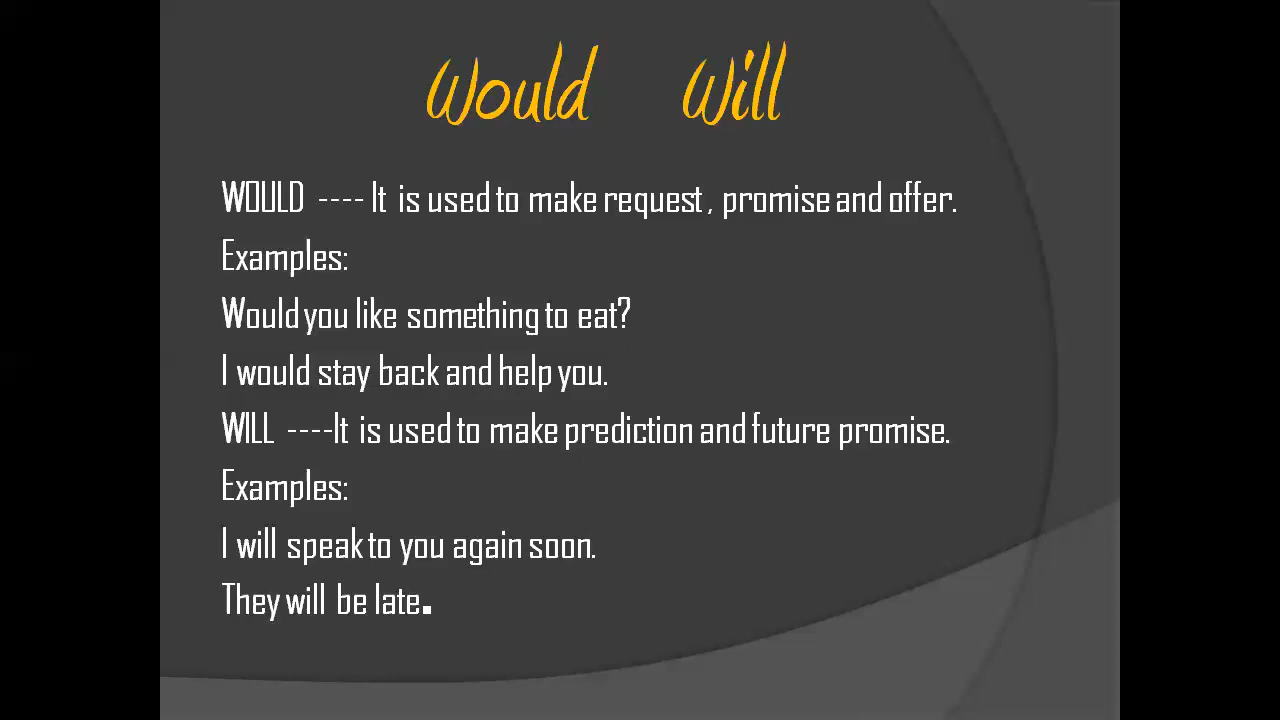 Would Will
WOULD ---- It is used to make request , promise and offer.
Examples:
Would you like something to eat?
I would stay back and help you.
WILL ----It is used to make prediction and future promise.
Examples:
I will speak to you again soon.
They will be late.